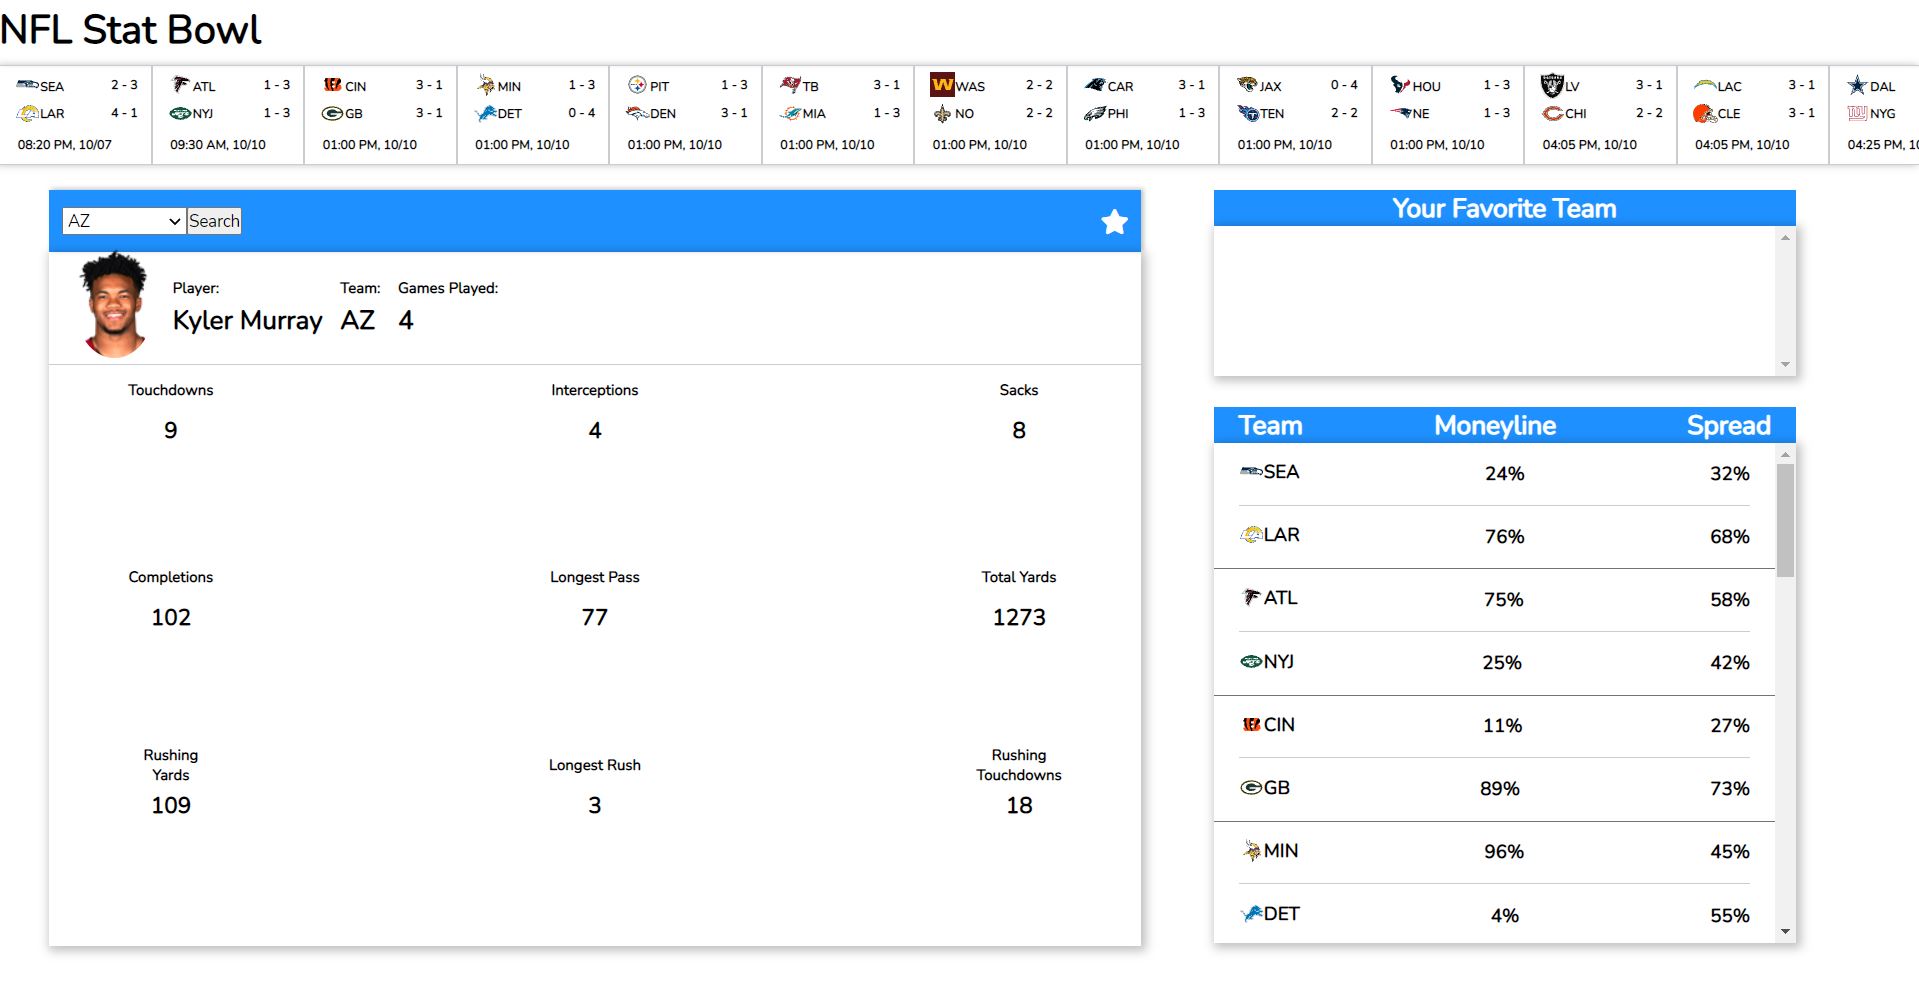 NFL Stat Bowl
SEA 2 - 3
LAR 4 - 1
08:20 PM, 10/07
ATL 1 - 3
NYJ 1 - 3
09:30 AM, 10/10
CIN 3 - 1
GB 3 - 1
01:00 PM, 10/10
MIN 1 - 3
DET 0 - 4
01:00 PM, 10/10
PIT 1 - 3
DEN 3 - 1
01:00 PM, 10/10
TB 3 - 1
MIA 1 - 3
01:00 PM, 10/10
W WAS 2 - 2
NO 2 - 2
01:00 PM, 10/10
CAR 3 - 1
PHI 1 - 3
01:00 PM, 10/10
JAX 0 - 4
TEN 2 - 2
01:00 PM, 10/10
HOU 1 - 3
NE 1 - 3
01:00 PM, 10/10
LV 3 - 1
CHI 2 - 2
04:05 PM, 10/10
LAC 3 - 1
CLE 3 - 1
04:05 PM, 10/10
DAL
NYG
04:25 PM,
AZ Search
Player: Team: Games Played:
Kyler Murray AZ 4
Touchdowns Interceptions Sacks
9 4 8
Completions Longest Pass Total Yards
102 77 1273
Rushing
Yards
109
Longest Rush
3
Rushing
Touchdowns
18
Your Favorite Team
Team Moneyline Spread
SEA 24% 32%
LAR 76% 68%
ATL 75% 58%
NYJ 25% 42%
CIN 11% 27%
GB 89% 73%
MIN 96% 45%
DET 4% 55%